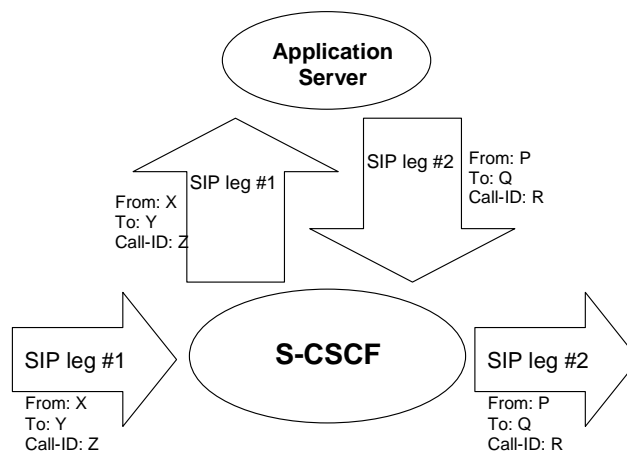 Application
Server
SIP leg #1
From: X
To: Y
Call-ID: Z
SIP leg #2
From: P
To: Q
Call-ID: R
SIP leg #1
From: X
To: Y
Call-ID: Z
S-CSCF
SIP leg #2
From: P
To: Q
Call-ID: R